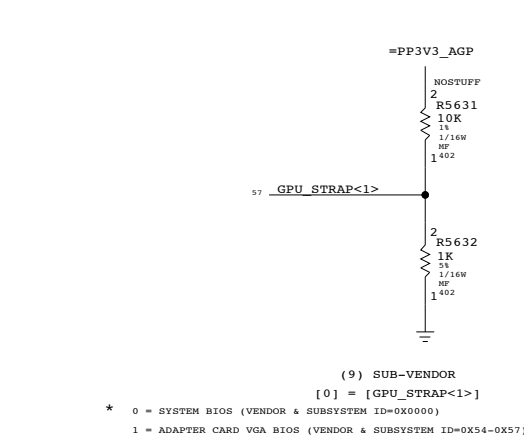 =PP3V3_AGP
NOSTUFF
2
R5631
10K
1%
1/16W
MF
402
1
57 GPU_STRAP<1>
2
R5632
1K
5%
1/16W
MF
402
1
(9) SUB-VENDOR
[0] = [GPU_STRAP<1>]
* 0 = SYSTEM BIOS (VENDOR & SUBSYSTEM ID=0X0000)
1 = ADAPTER CARD VGA BIOS (VENDOR & SUBSYSTEM ID=0X54-0X57)